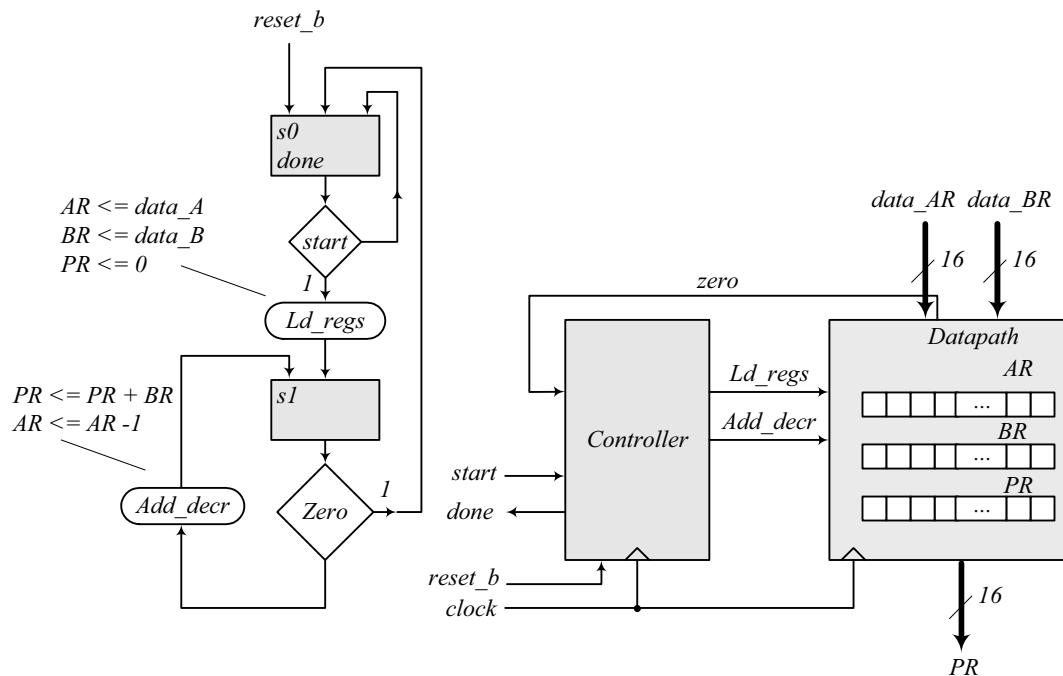 reset_b
s0
done
AR <= data_A
BR <= data_B
PR <= 0
start
1
Ld_regs
s1
PR <= PR + BR
AR <= AR -1
Add_decr
Zero
1
data_AR
data_BR
16
16
zero
Datapath
AR
...
BR
...
PR
...
Ld_regs
Add_decr
Controller
start
done
reset_b
clock
16
PR